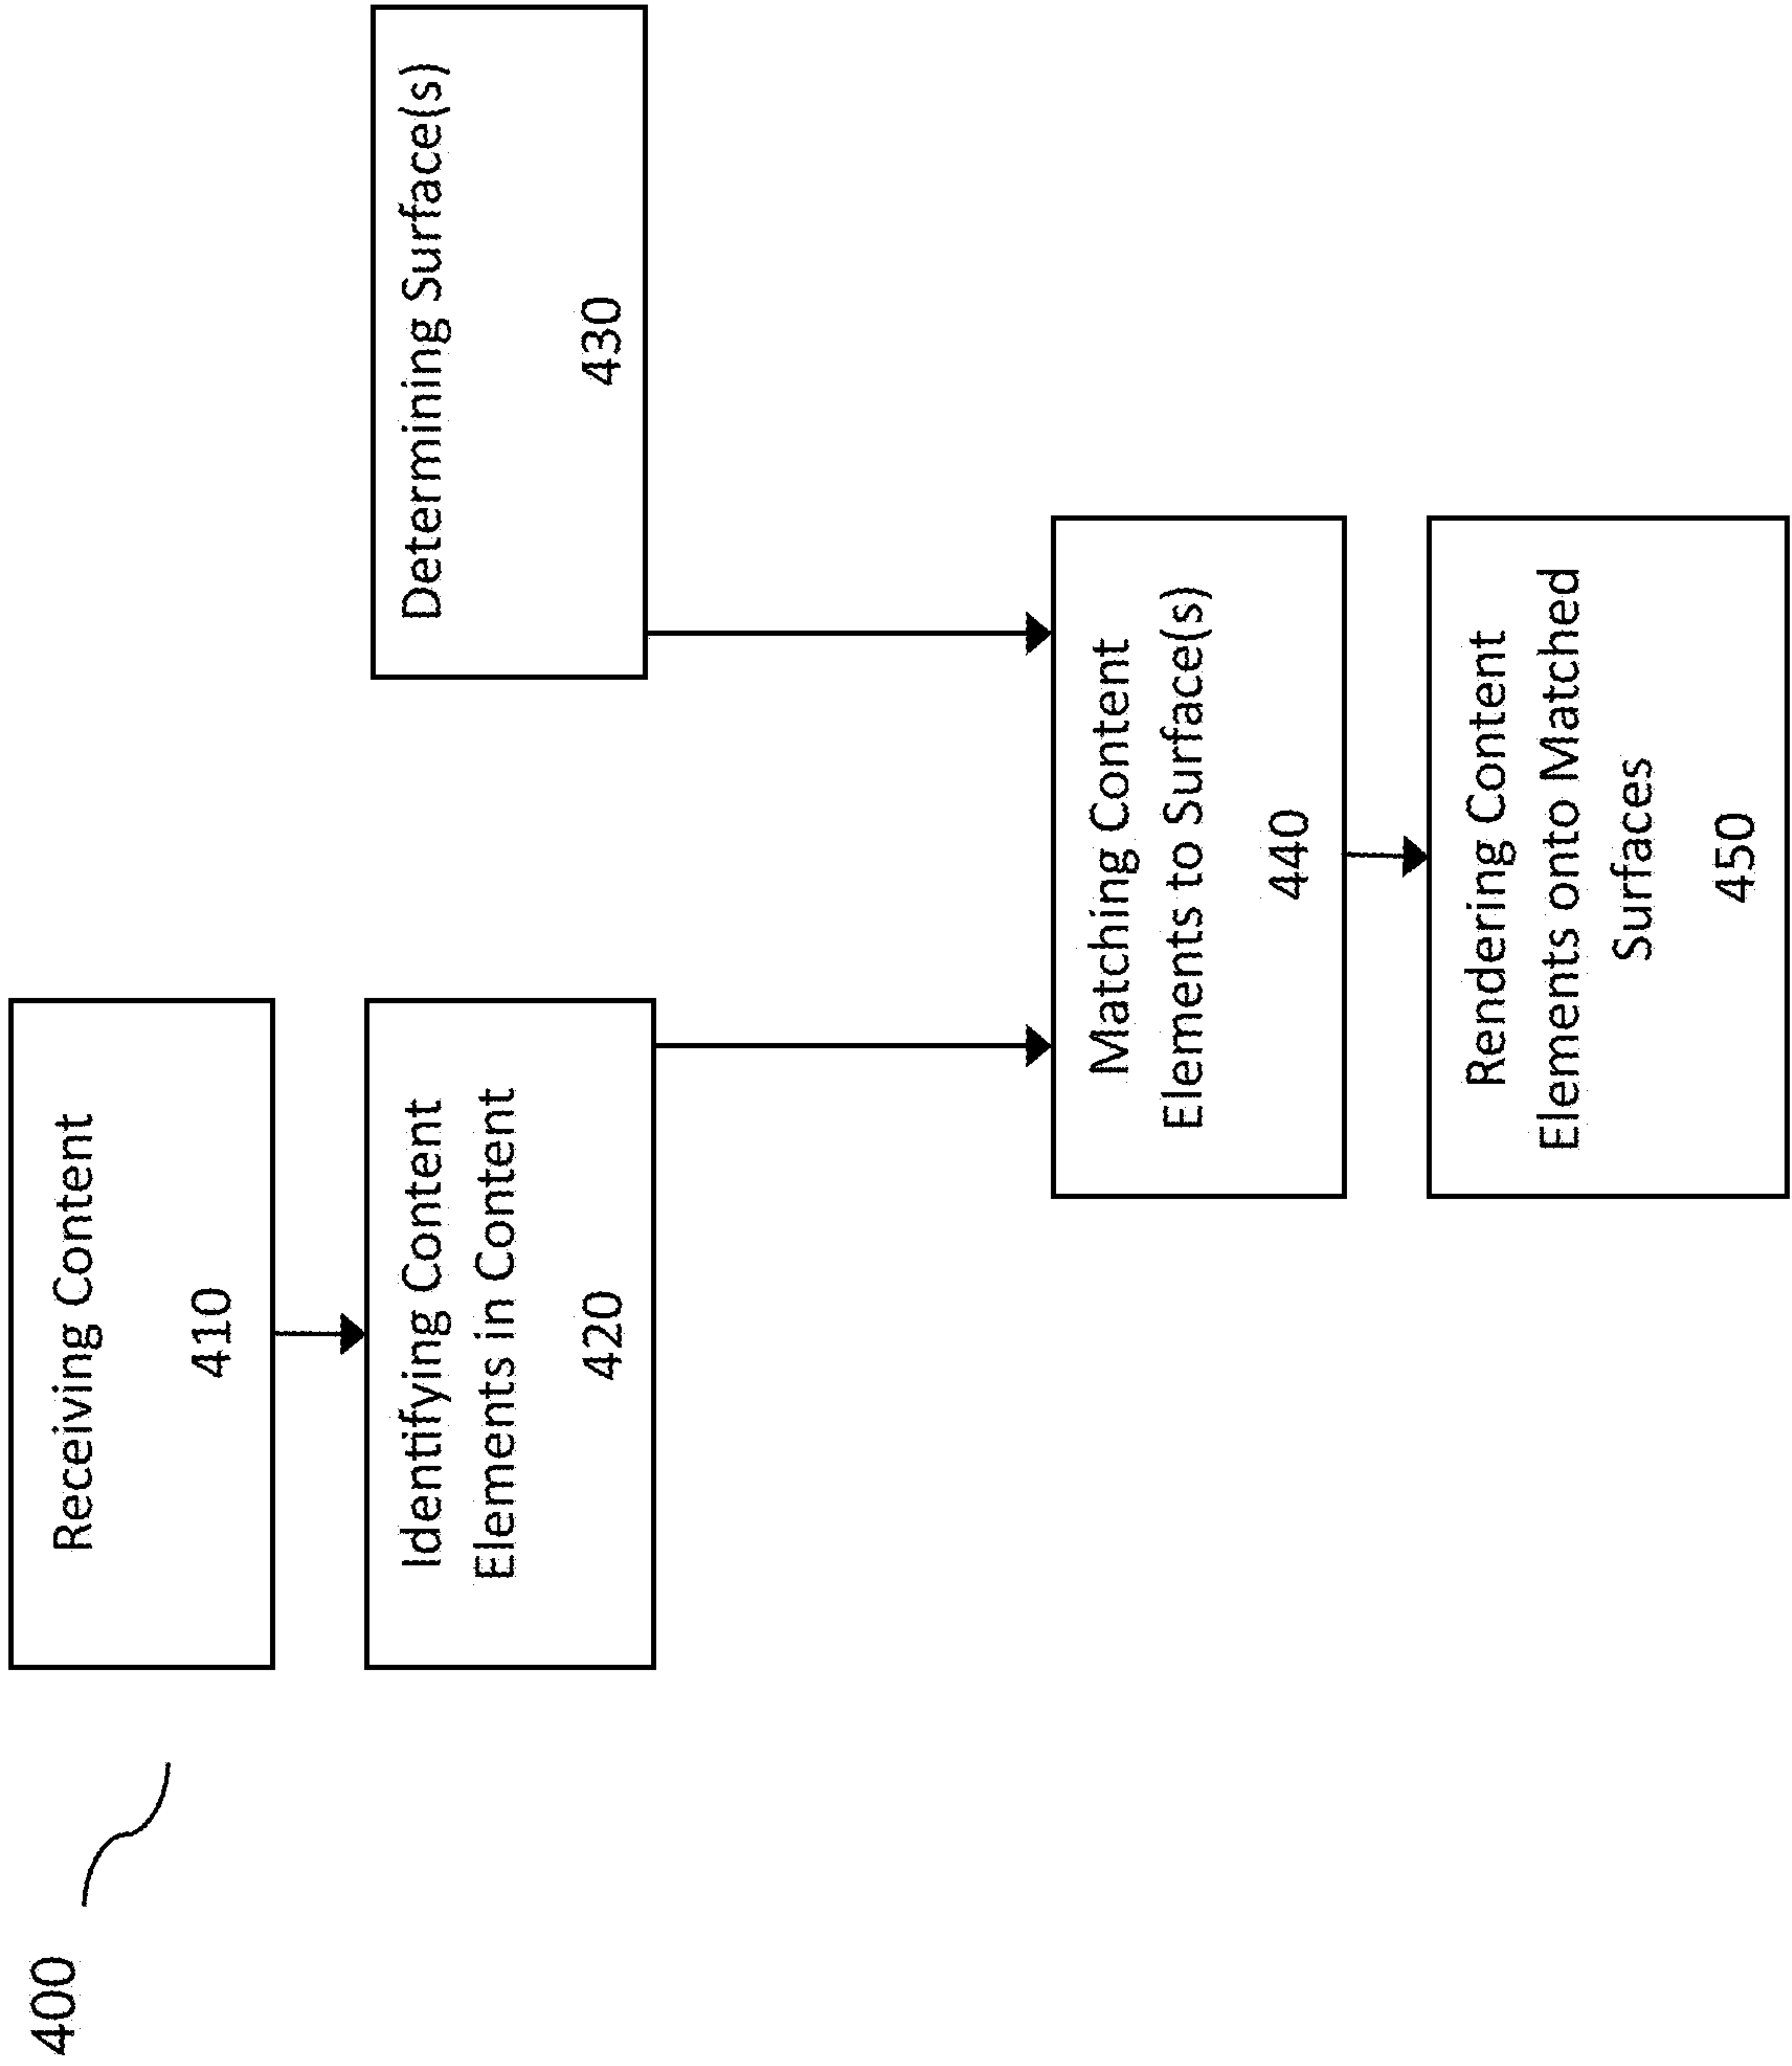 400
Receiving Content
410
Identifying Content
Elements in Content
420
Determining Surface(s)
430
Matching Content
Elements to Surface(s)
440
Rendering Content
Elements onto Matched
Surfaces
450